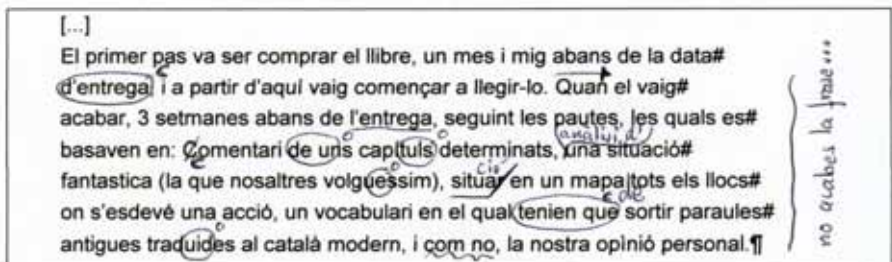 [...]
El primer pas va ser comprar el llibre, un mes i mig abans de la data#
d'entrega, i a partir d'aquí vaig començar a llegir-lo. Quan el vaig#
acabar, 3 setmanes abans de l'entrega, seguint les pautes, les quals es#
analisi d'
basaven en: Comentari de uns capítuls determinats, una situació#
ció
fantastica (la que nosaltres volguessim), situar en un mapa tots els llocs#
de
on s'esdevé una acció, un vocabulari en el qual tenien que sortir paraules#
antigues traduides al català modern, i com no, la nostra opinió personal.¶
no acabes la frase...